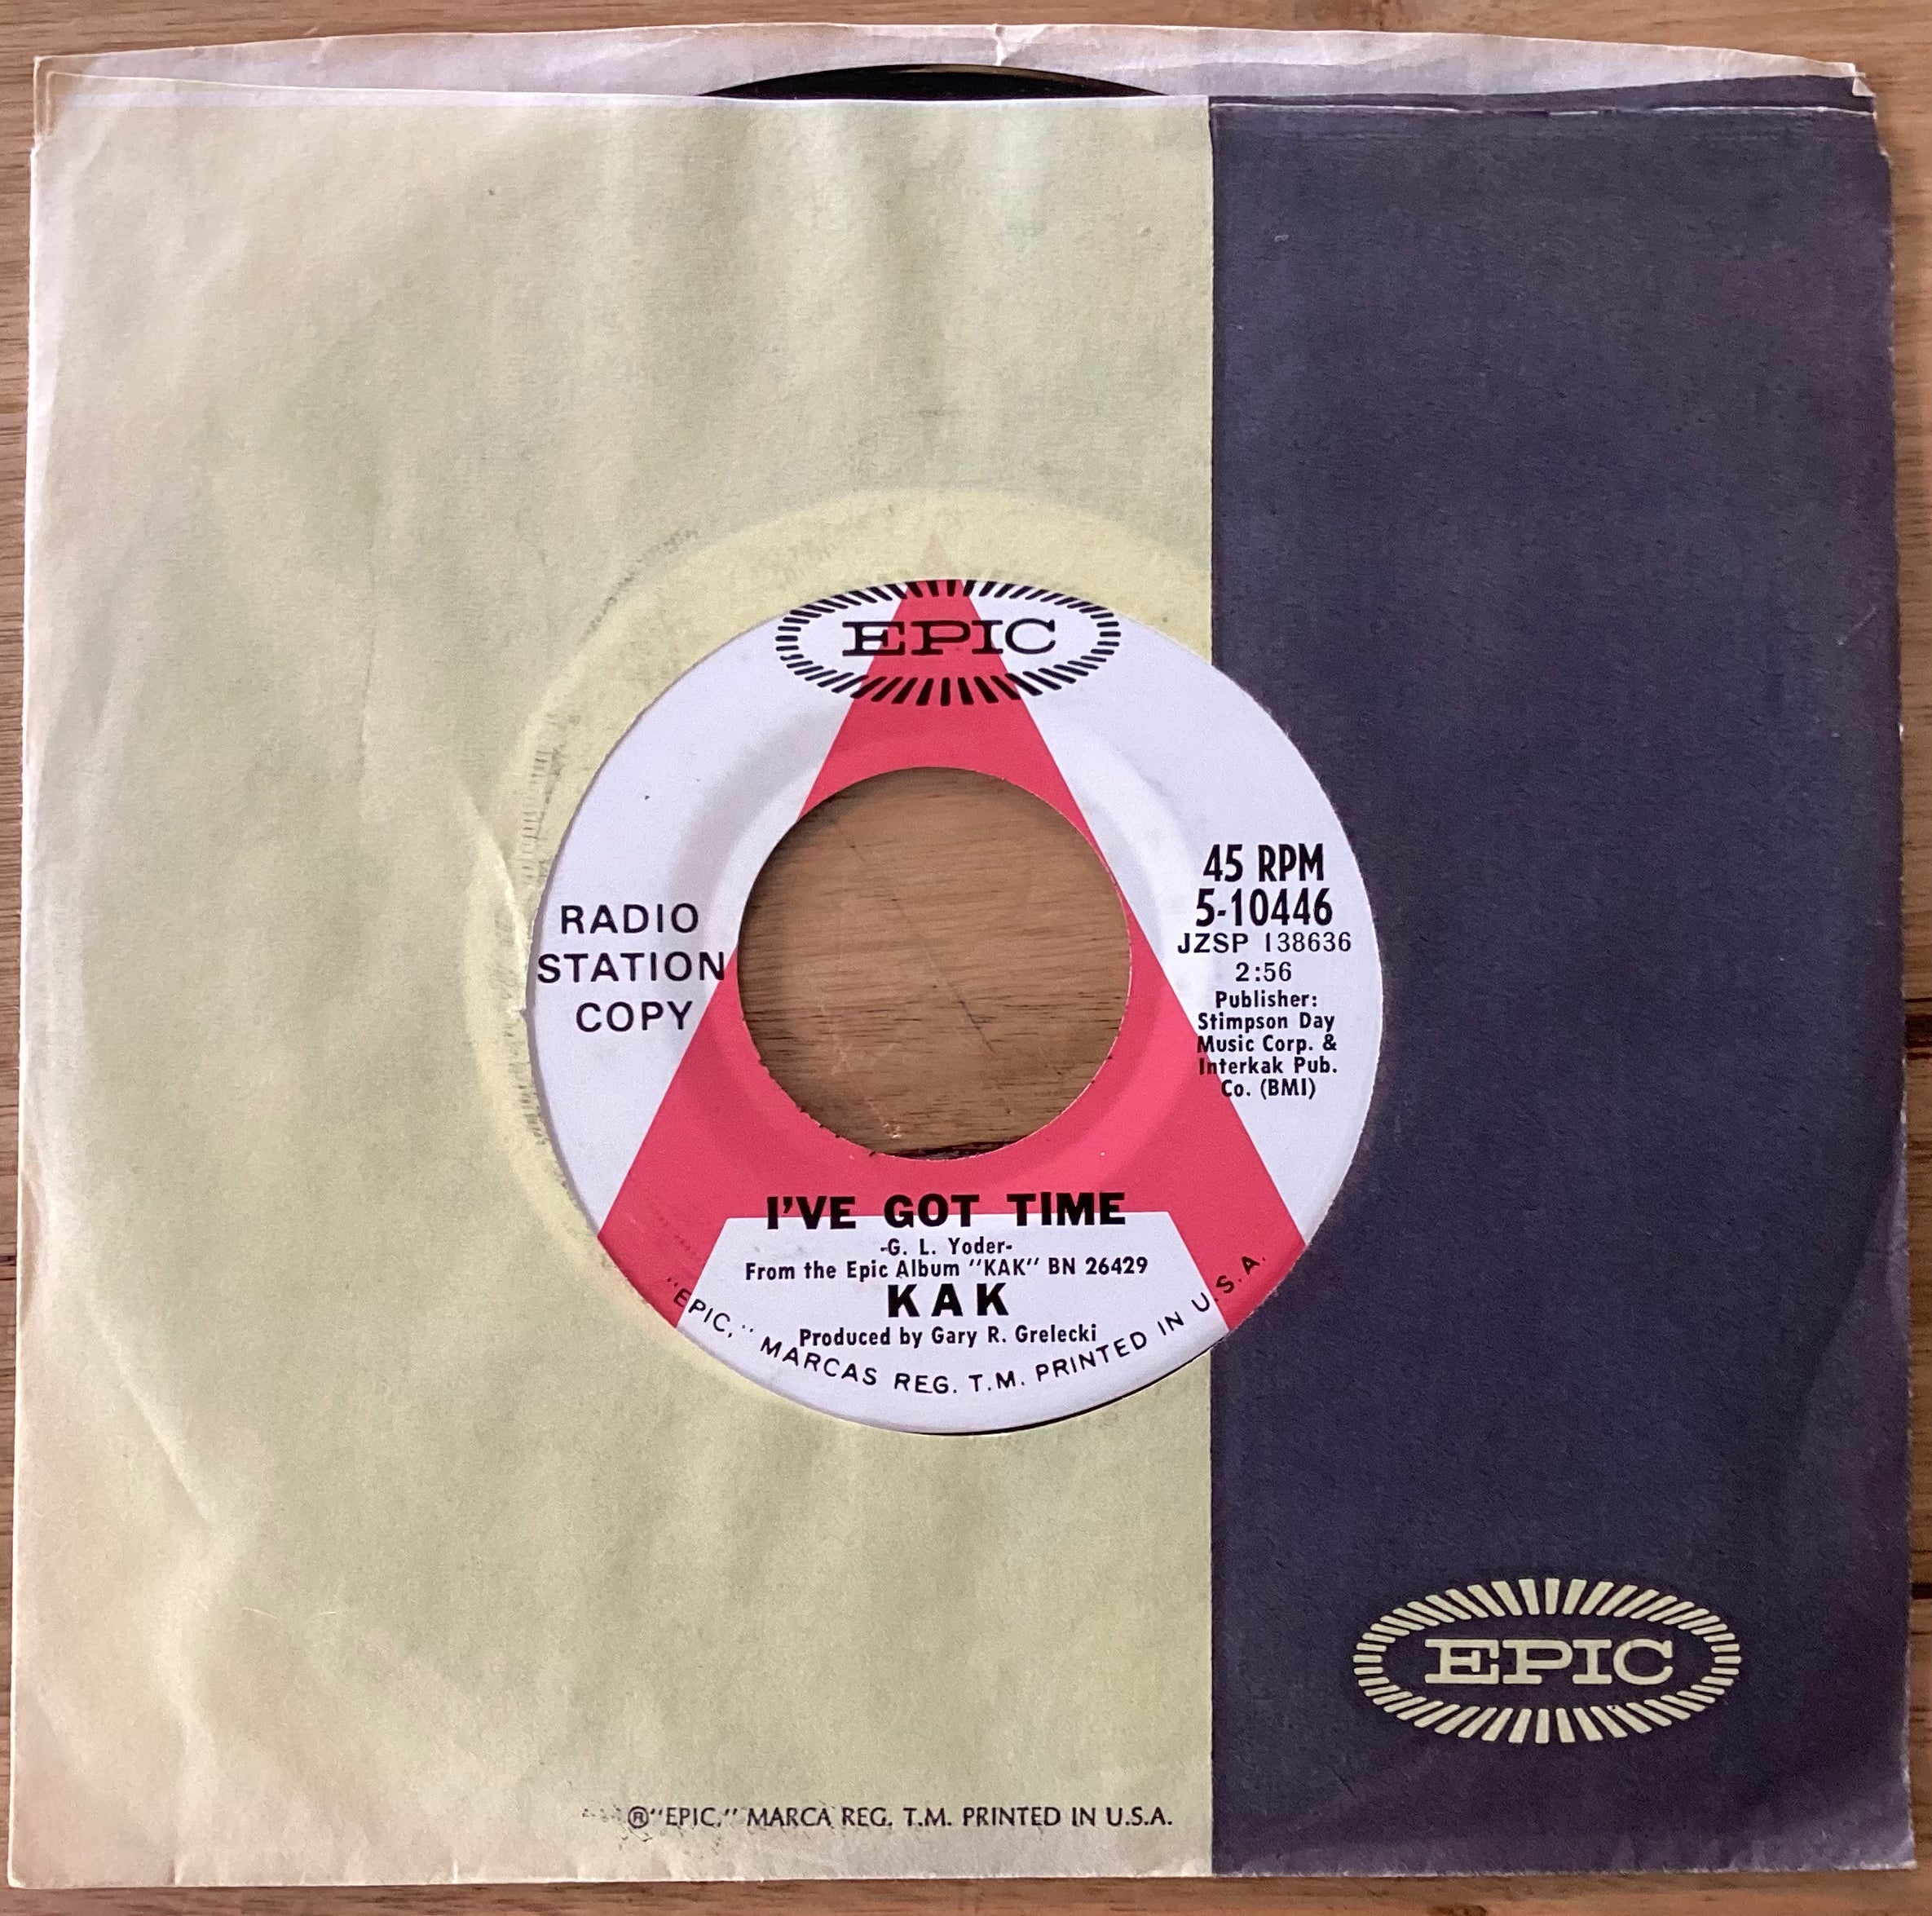 EPIC
RADIO
STATION
COPY
45 RPM
5-10446
JZSP 138636
2:56
Publisher:
Stimpson Day
Music Corp. &
Interkak Pub.
Co. (BMI)
I'VE GOT TIME
-G. L. Yoder-
From the Epic Album "KAK" BN 26429
KAK
Produced by Gary R. Grelecki
"EPIC," MARCAS REG. T.M. PRINTED IN U.S.A.
EPIC
®"EPIC," MARCA REG. T.M. PRINTED IN U.S.A.